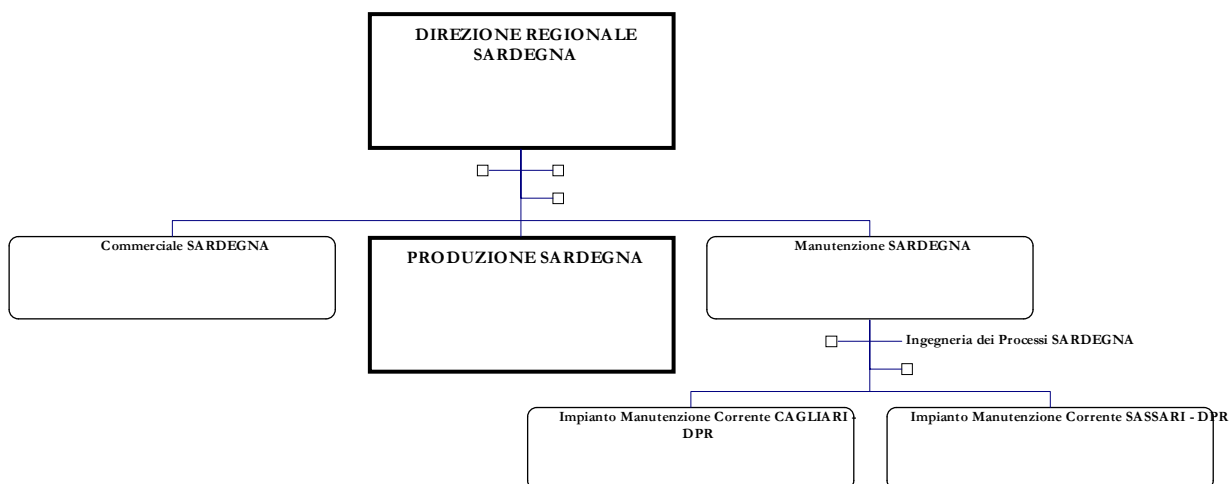 DIREZIONE REGIONALE
SARDEGNA
Commerciale SARDEGNA
PRODUZIONE SARDEGNA
Manutenzione SARDEGNA
Ingegneria dei Processi SARDEGNA
Impianto Manutenzione Corrente CAGLIARI -
DPR
Impianto Manutenzione Corrente SASSARI - DPR